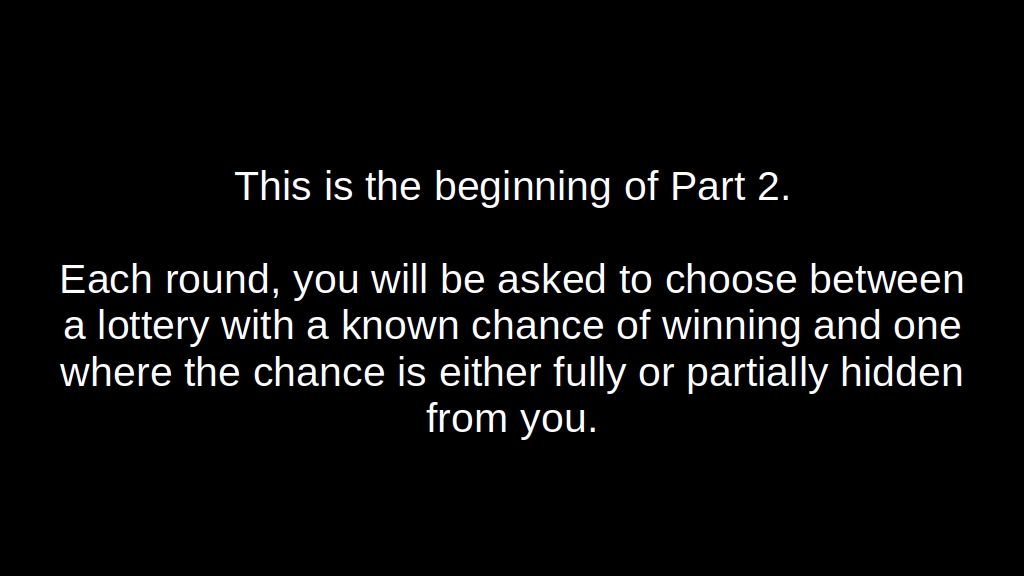 This is the beginning of Part 2.
Each round, you will be asked to choose between
a lottery with a known chance of winning and one
where the chance is either fully or partially hidden
from you.